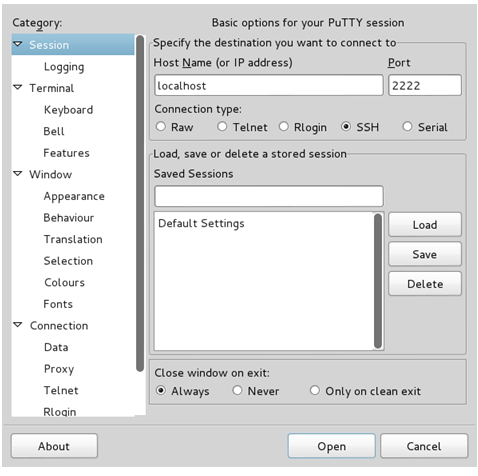 Category:
Session
Logging
Terminal
Keyboard
Bell
Features
Window
Appearance
Behaviour
Translation
Selection
Colours
Fonts
Connection
Data
Proxy
Telnet
Rlogin
Basic options for your PuTTY session
Specify the destination you want to connect to
Host Name (or IP address) Port
localhost 2222
Connection type:
Raw Telnet Rlogin SSH Serial
Load, save or delete a stored session
Saved Sessions
Default Settings
Load
Save
Delete
Close window on exit:
Always Never Only on clean exit
About Open Cancel